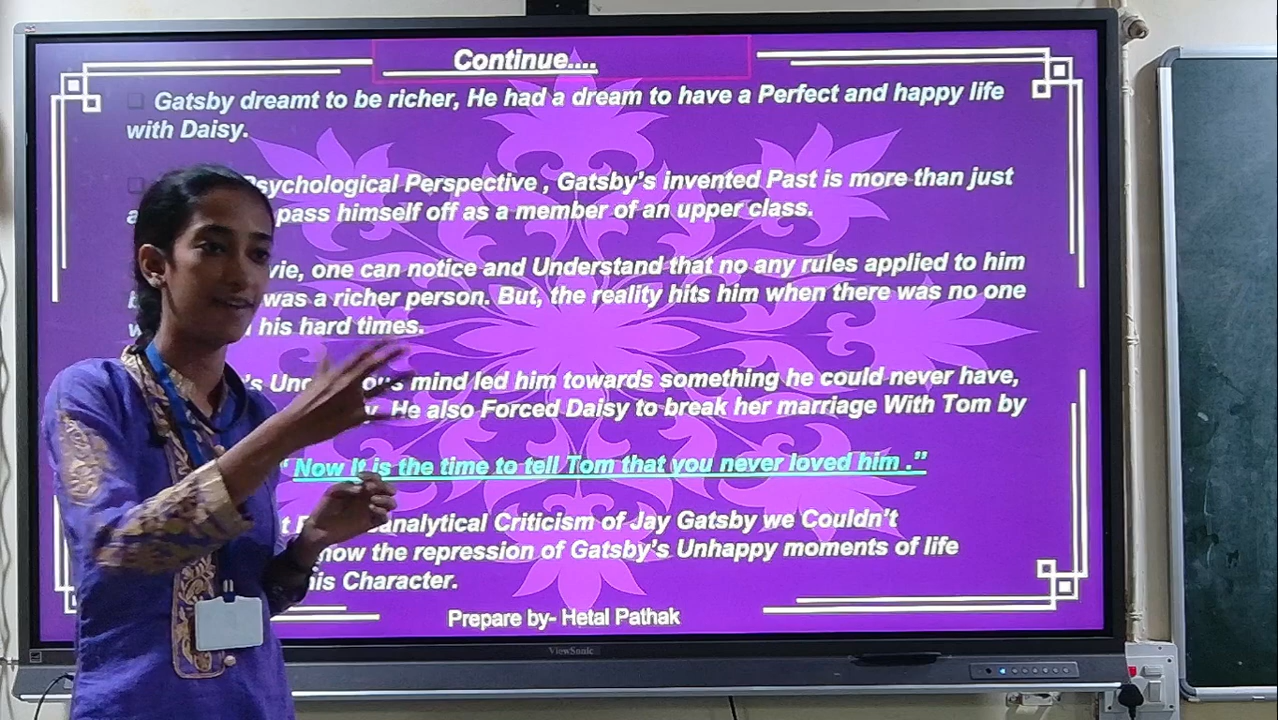 Continue....
Gatsby dreamt to be richer, He had a dream to have a Perfect and happy life
with Daisy.
Psychological Perspective , Gatsby's invented Past is more than just
a pass himself off as a member of an upper class.
one can notice and Understand that no any rules applied to him
was a richer person. But, the reality hits him when there was no one
his hard times.
mind led him towards something he could never have,
He also Forced Daisy to break her marriage With Tom by
Now It is the time to tell Tom that you never loved him ."
Criticism of Jay Gatsby we Couldn't
the repression of Gatsby's Unhappy moments of life
Character.
Prepare by- Hetal Pathak
ViewSonic